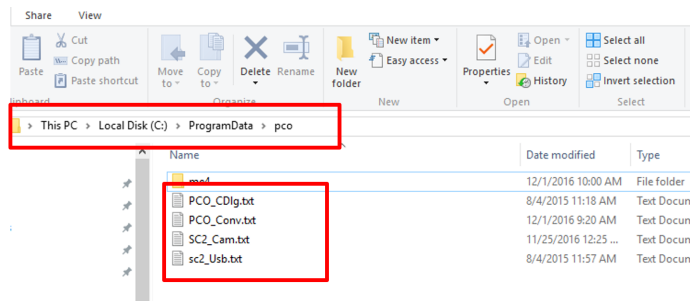 Share View
Cut
Copy path
Paste
Paste shortcut
Move to
Copy to
Delete
Rename
New folder
New item
Easy access
Properties
Open
Edit
History
Select all
Select none
Invert selection
lipboard
Organize
New
Open
Select
This PC > Local Disk (C:) > ProgramData > pco
Name Date modified Type
me4 12/1/2016 10:00 AM File folder
PCO_CDlg.txt 8/4/2015 11:18 AM Text Docum
PCO_Conv.txt 12/1/2016 9:20 AM Text Docum
SC2_Cam.txt 11/25/2016 12:25 ... Text Docum
sc2_Usb.txt 8/4/2015 11:57 AM Text Docum